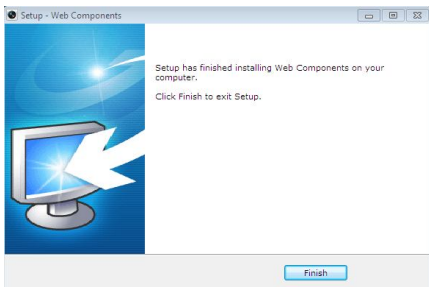 Setup - Web Components
Setup has finished installing Web Components on your
computer.
Click Finish to exit Setup.
Finish